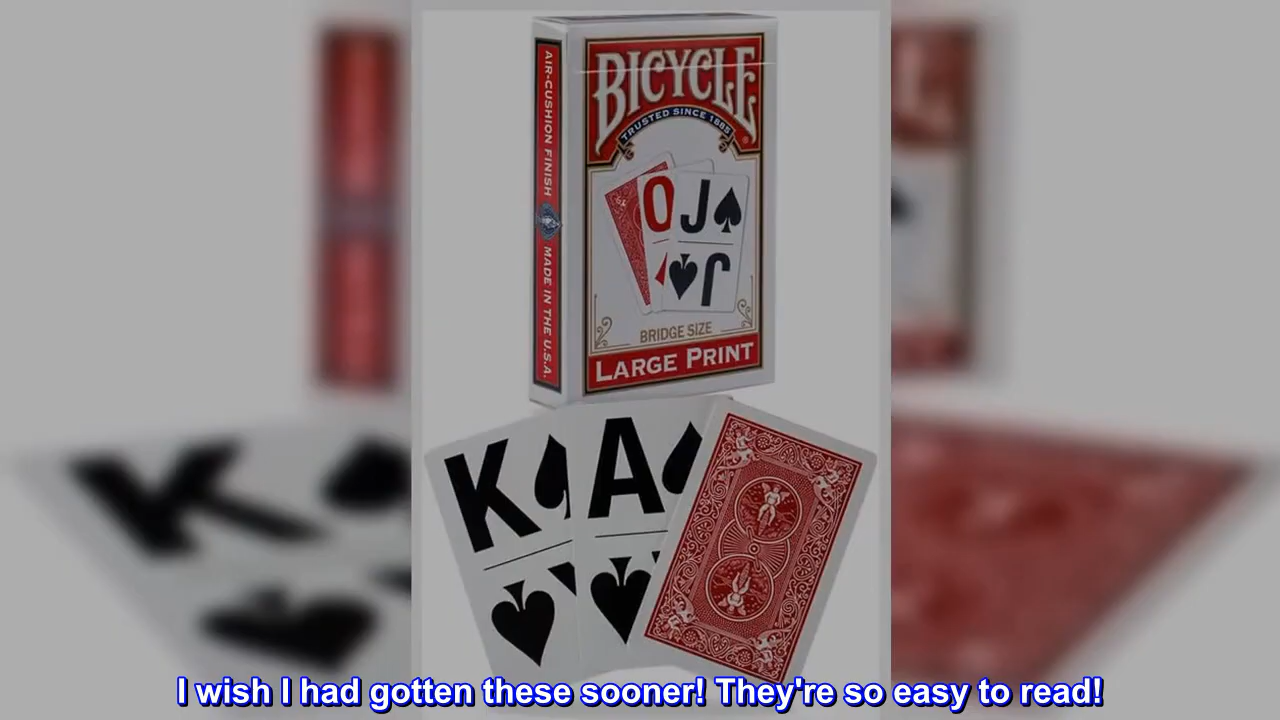 BICYCLE
TRUSTED SINCE 1885
AIR-CUSHION FINISH MADE IN THE U.S.A.
J
J
BRIDGE SIZE
LARGE PRINT
K
A
I wish I had gotten these sooner! They're so easy to read!